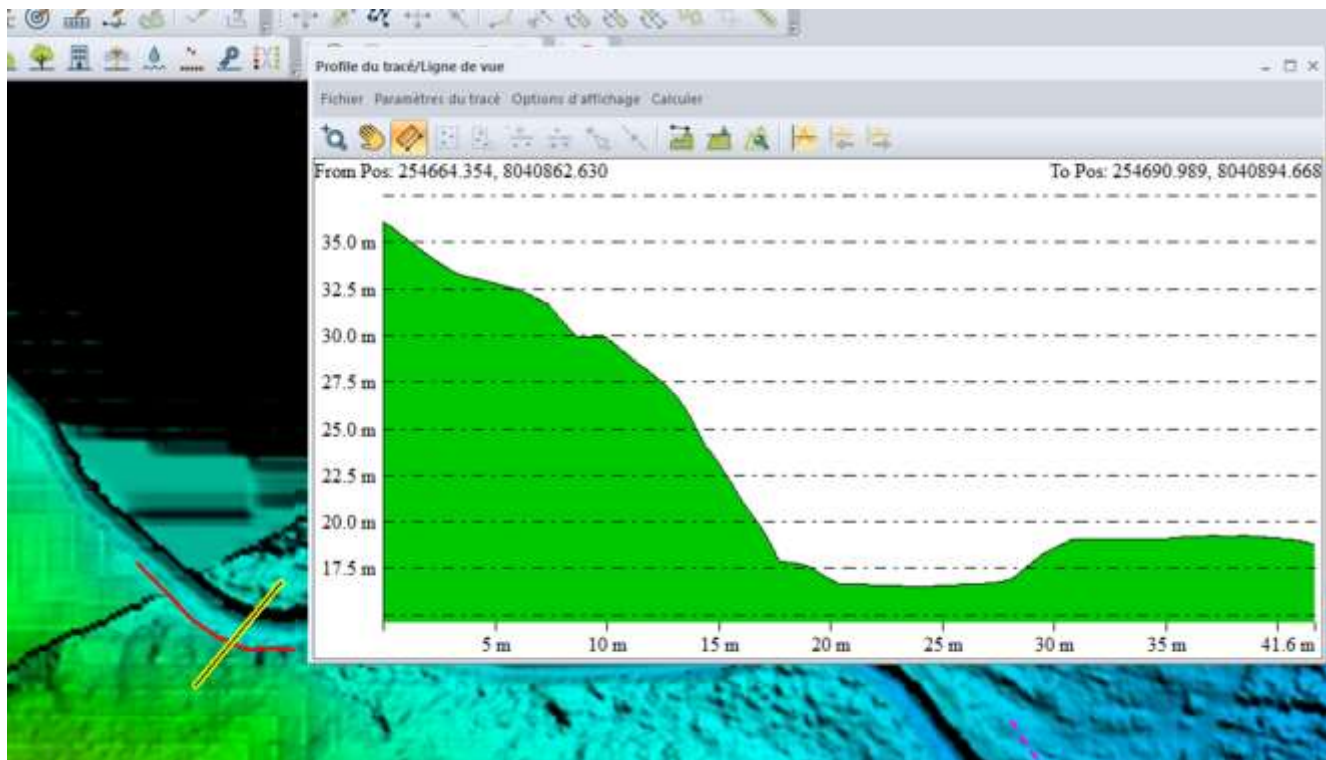 Profile du tracé/Ligne de vue
Fichier Paramètres du tracé Options d'affichage Calculer
From Pos: 254664.354, 8040862.630 To Pos: 254690.989, 8040894.668
35.0 m
32.5 m
30.0 m
27.5 m
25.0 m
22.5 m
20.0 m
17.5 m
5 m 10 m 15 m 20 m 25 m 30 m 35 m 41.6 m